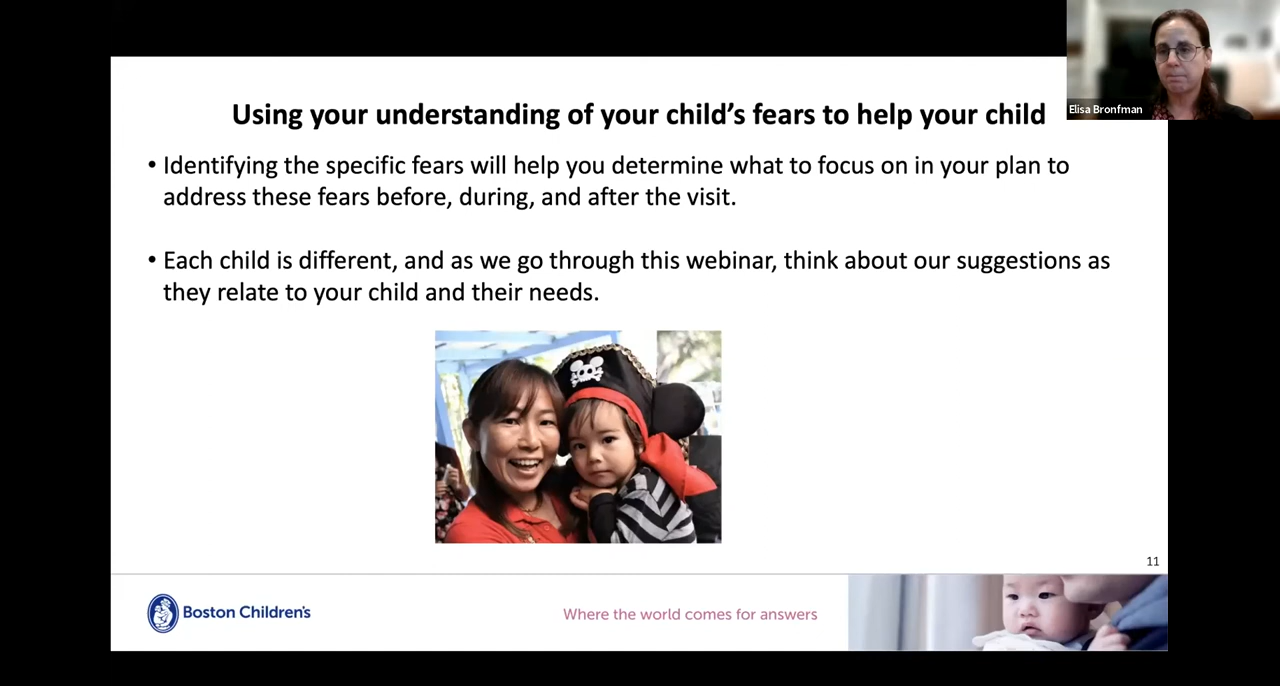 Elisa Bronfman
Using your understanding of your child’s fears to help your child
• Identifying the specific fears will help you determine what to focus on in your plan to
address these fears before, during, and after the visit.
• Each child is different, and as we go through this webinar, think about our suggestions as
they relate to your child and their needs.
11
Boston Children's
Where the world comes for answers